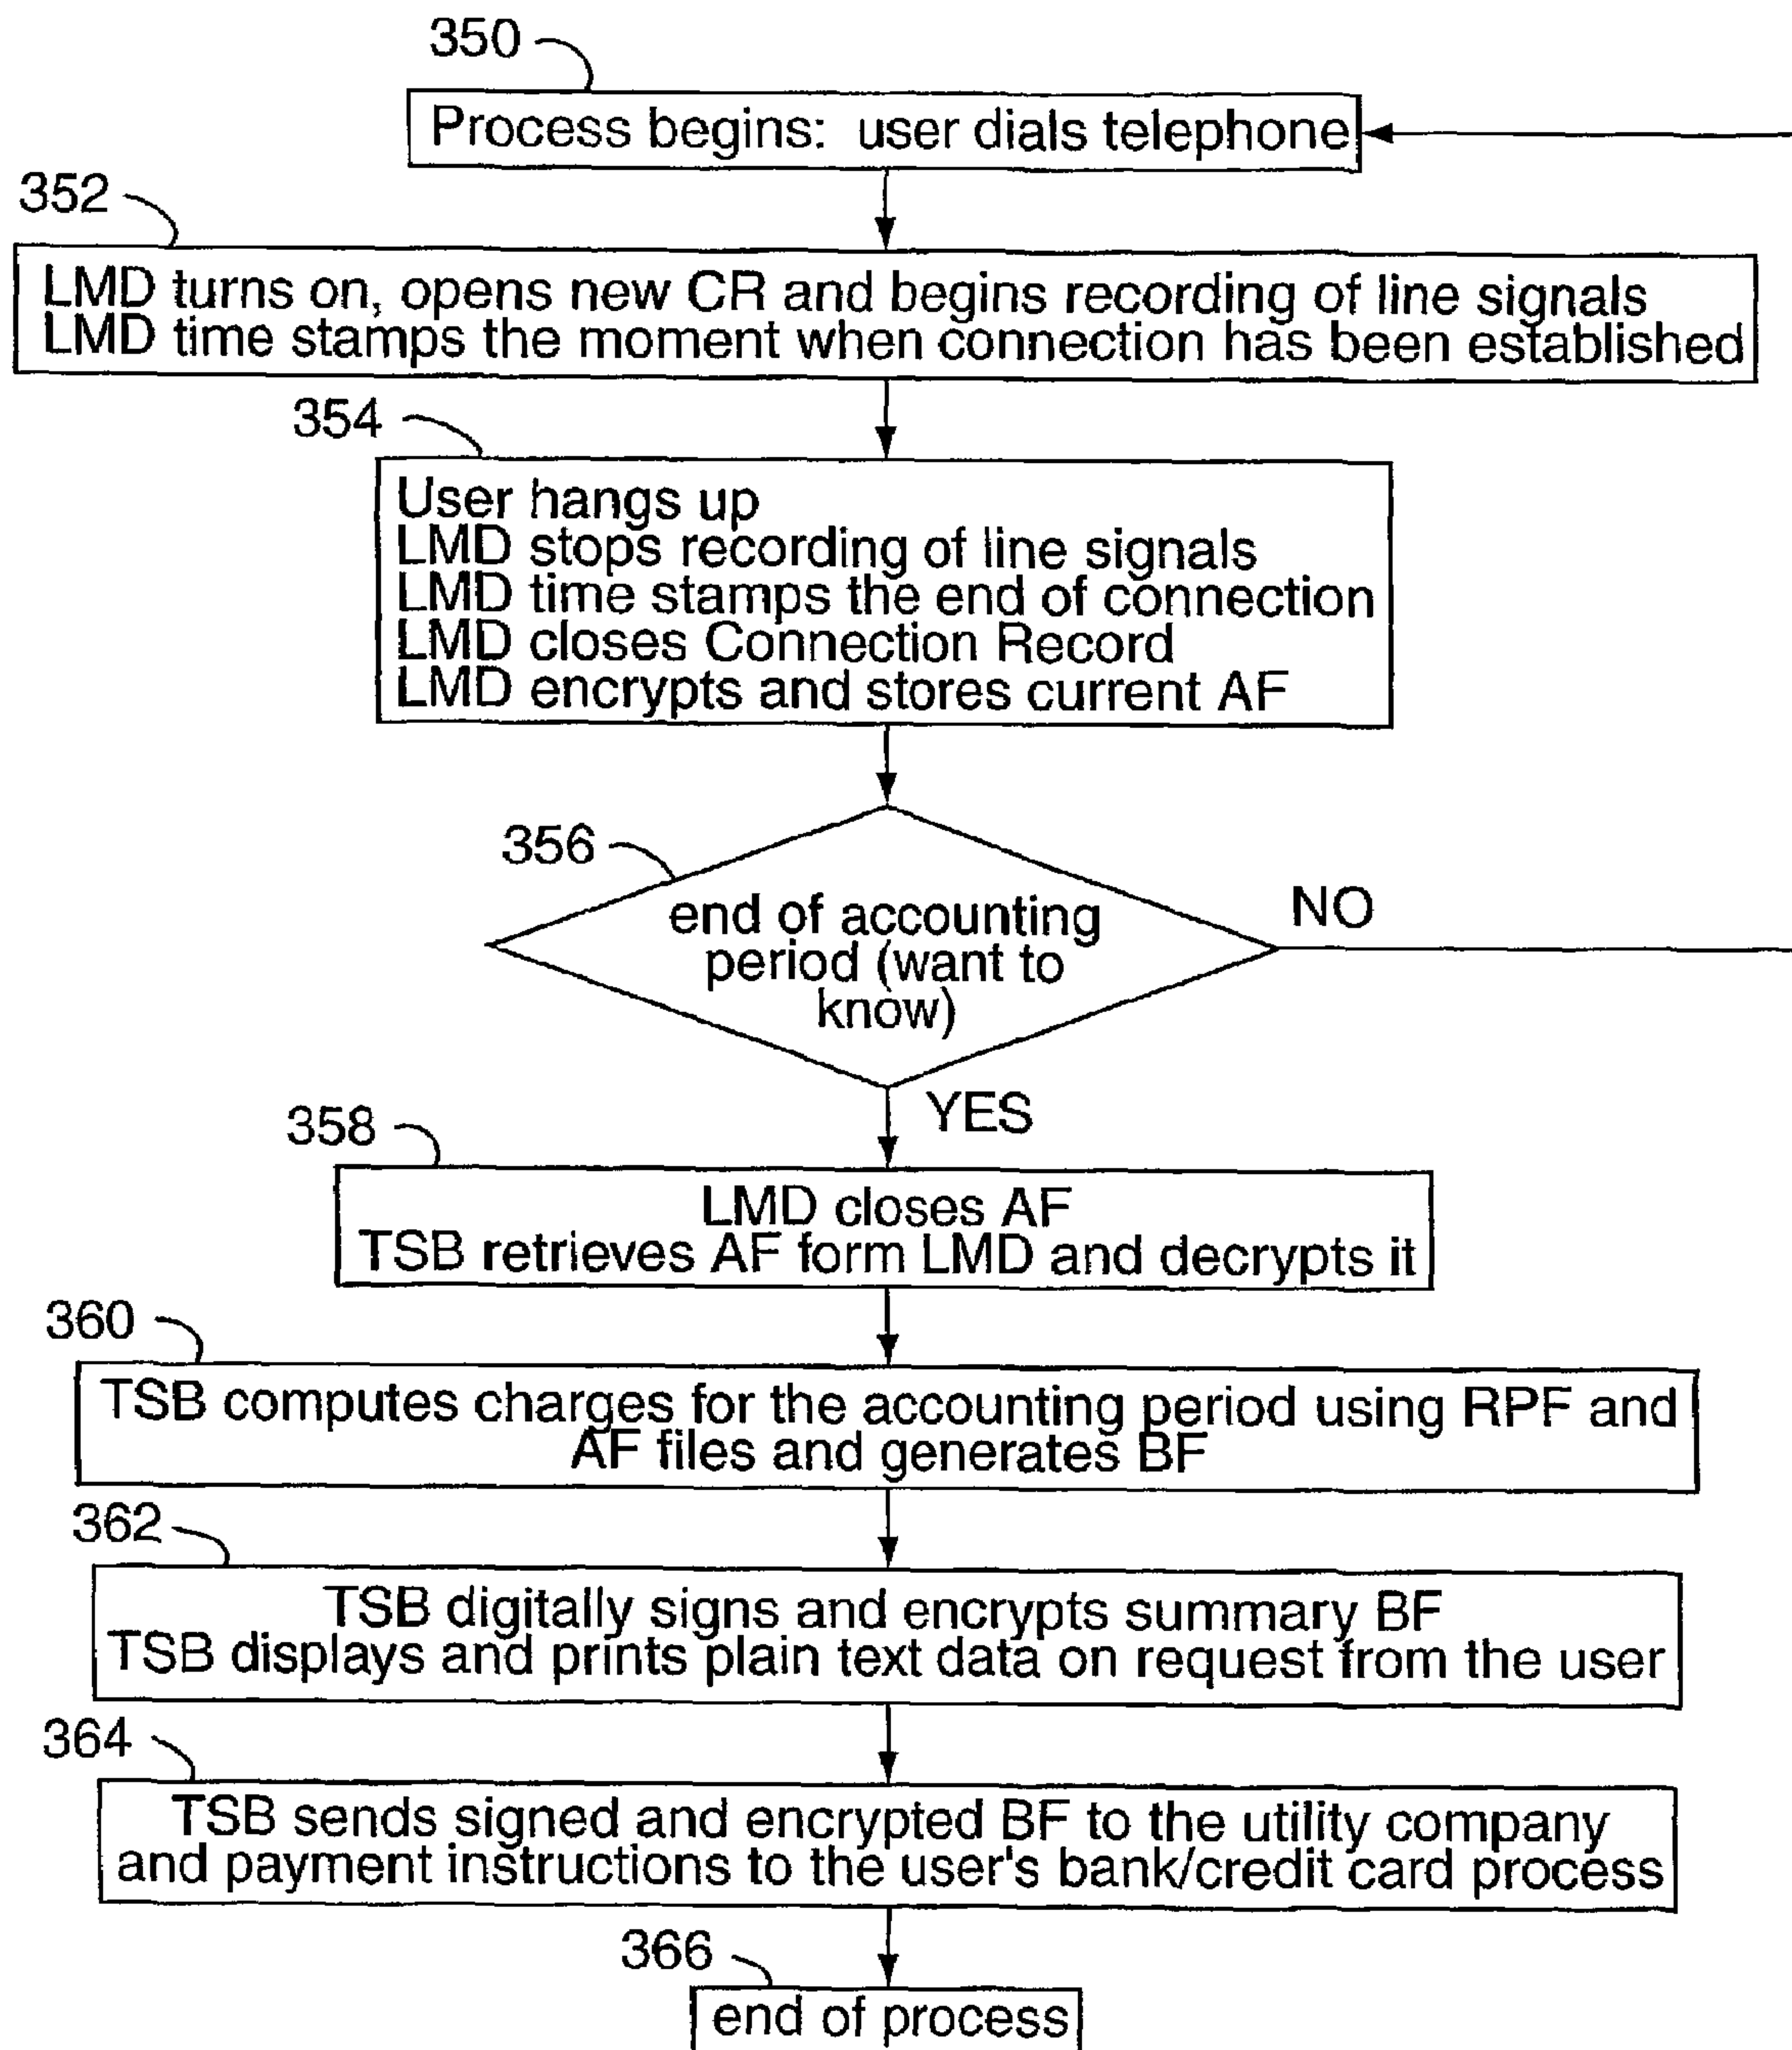 350
Process begins: user dials telephone
352
LMD turns on, opens new CR and begins recording of line signals
LMD time stamps the moment when connection has been established
354
User hangs up
LMD stops recording of line signals
LMD time stamps the end of connection
LMD closes Connection Record
LMD encrypts and stores current AF
356
end of accounting
period (want to
know)
NO
YES
358
LMD closes AF
TSB retrieves AF form LMD and decrypts it
360
TSB computes charges for the accounting period using RPF and
AF files and generates BF
362
TSB digitally signs and encrypts summary BF
TSB displays and prints plain text data on request from the user
364
TSB sends signed and encrypted BF to the utility company
and payment instructions to the user's bank/credit card process
366
end of process